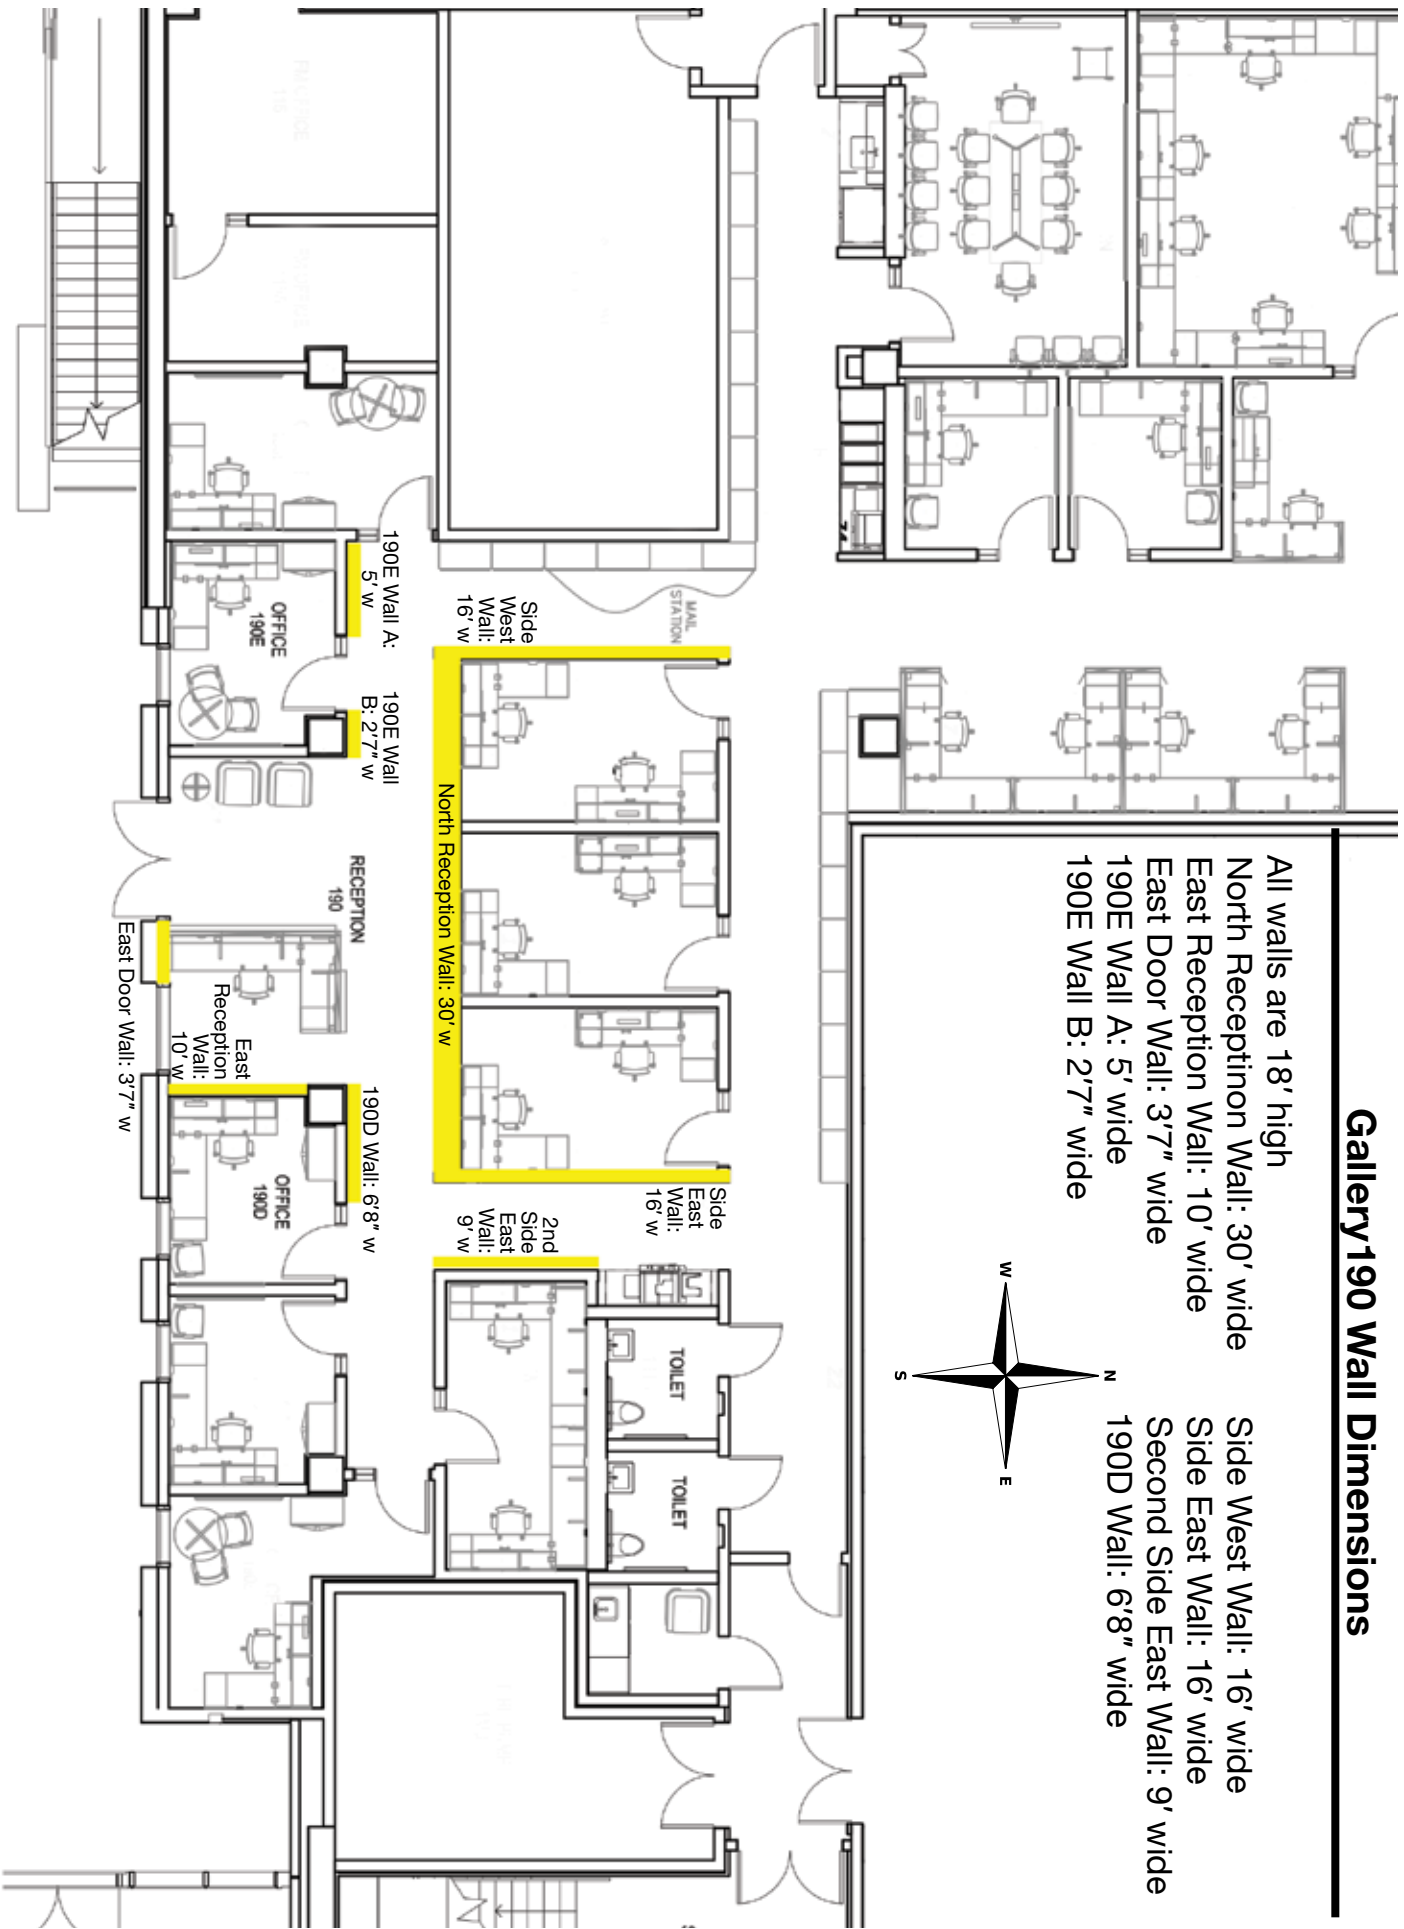 Gallery190 Wall Dimensions
All walls are 18' high
North Receptinon Wall: 30' wide
East Reception Wall: 10' wide
East Door Wall: 3'7" wide
190E Wall A: 5' wide
190E Wall B: 2'7" wide
Side West Wall: 16' wide
Side East Wall: 16' wide
Second Side East Wall: 9' wide
190D Wall: 6'8" wide
N
W
E
S
MAIL
STATION
Side
West
Wall:
16' w
Side
East
Wall:
16' w
2nd
Side
East
Wall:
9' w
TOILET
TOILET
North Reception Wall: 30' w
190E Wall A:
5' w
190E Wall
B: 2'7" w
RECEPTION
190
190D Wall: 6'8" w
OFFICE
190E
OFFICE
190D
East
Reception
Wall:
10' w
East Door Wall: 3'7" w